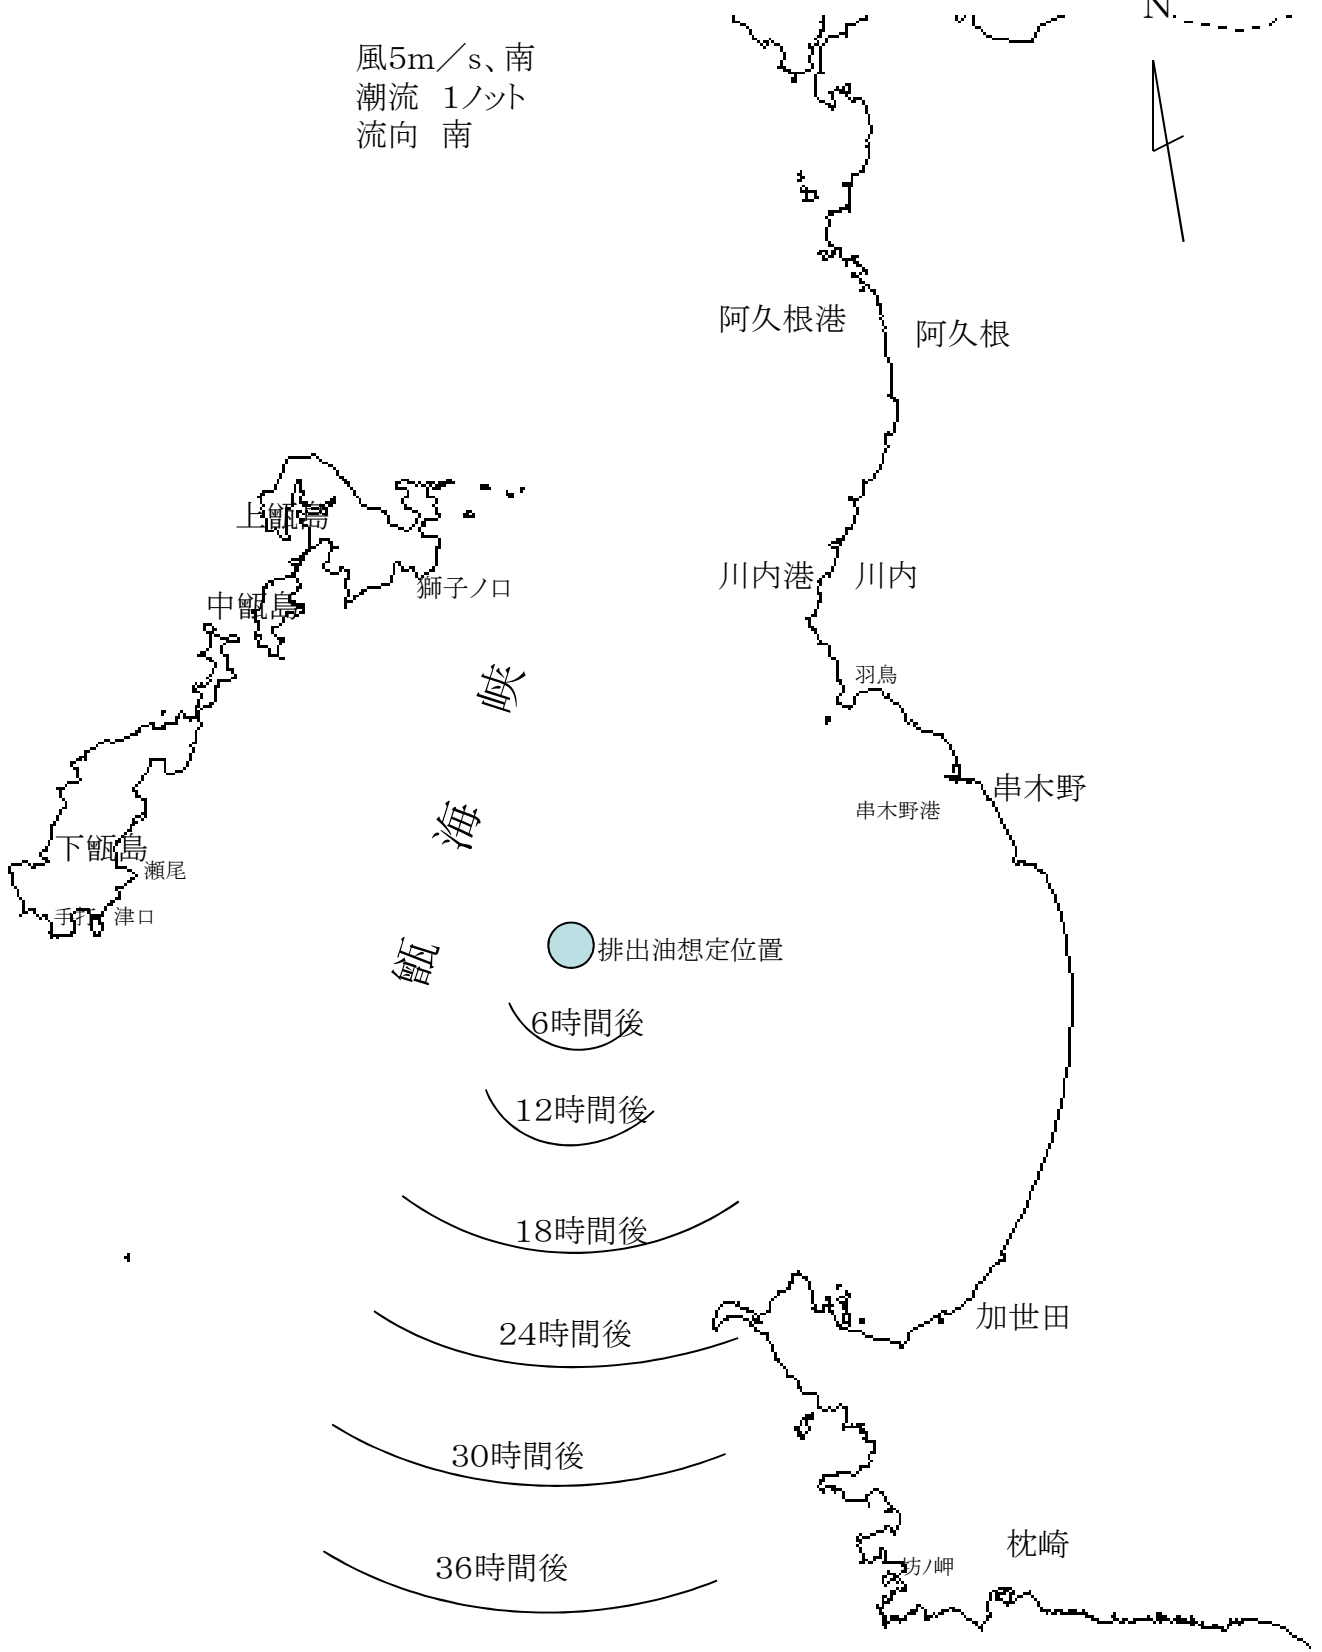 N
風5m／s、南
潮流　1ノット
流向　南
阿久根港
阿久根
上甑島
獅子ノ口
川内港
川内
中甑島
羽島
甑海峡
串木野
串木野港
下甑島
瀬尾
手打
津口
排出油想定位置
6時間後
12時間後
18時間後
加世田
24時間後
30時間後
枕崎
坊ノ岬
36時間後